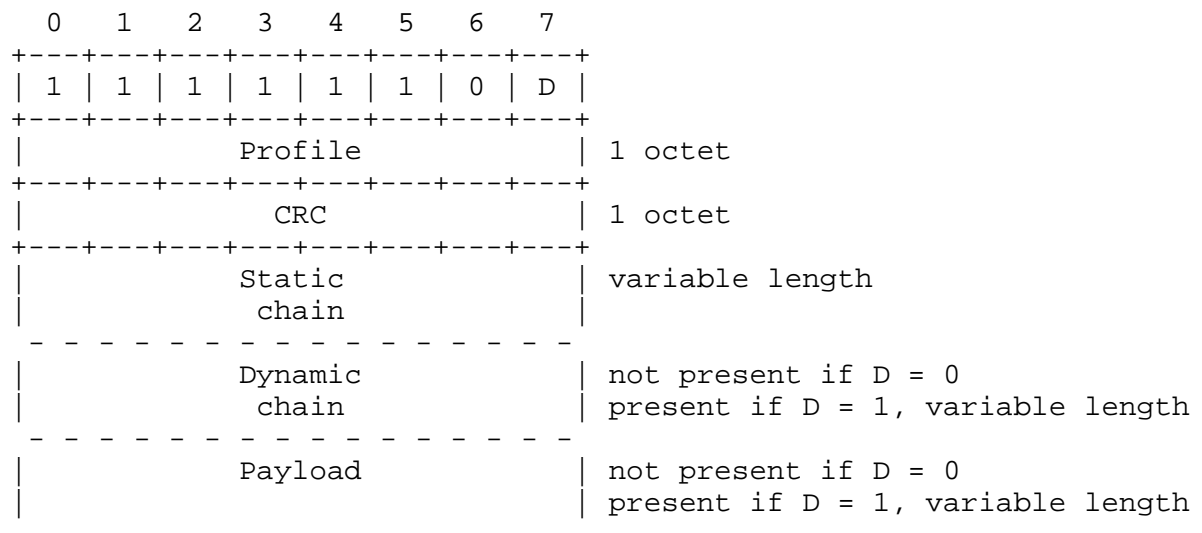 0   1   2   3   4   5   6   7
+---+---+---+---+---+---+---+---+
| 1 | 1 | 1 | 1 | 1 | 1 | 0 | D |
+---+---+---+---+---+---+---+---+
|            Profile            | 1 octet
+---+---+---+---+---+---+---+---+
|              CRC              | 1 octet
+---+---+---+---+---+---+---+---+
|            Static             | variable length
|             chain             |
 - - - - - - - - - - - - - - - -
|            Dynamic            | not present if D = 0
|             chain             | present if D = 1, variable length
 - - - - - - - - - - - - - - - -
|            Payload            | not present if D = 0
|                               | present if D = 1, variable length